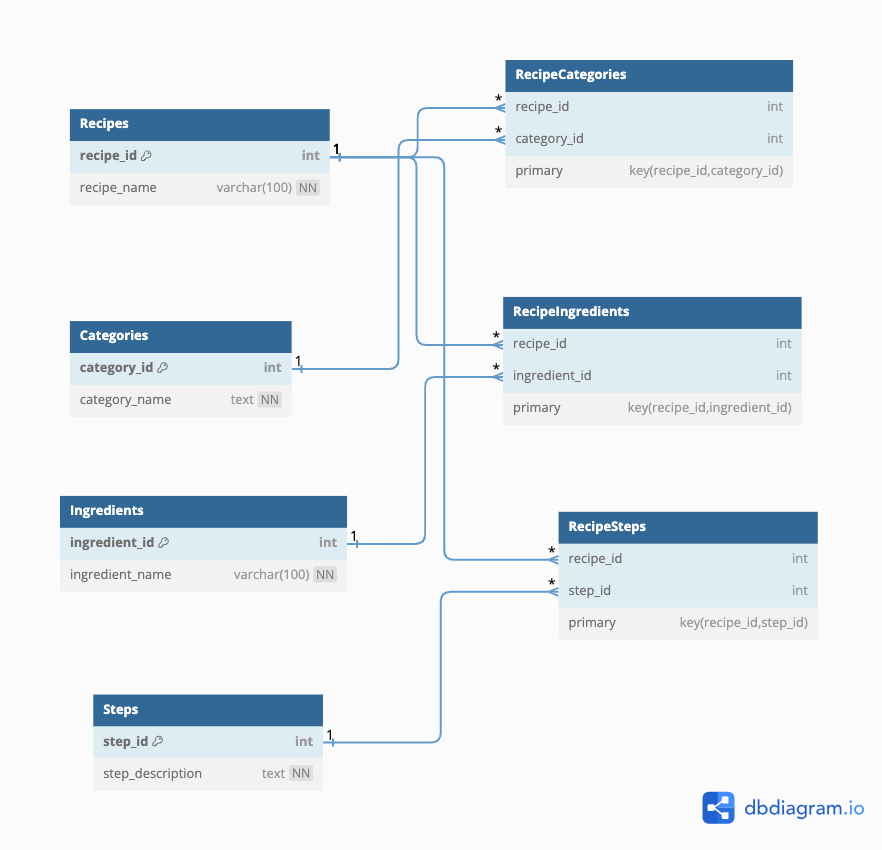 RecipeCategories
recipe_id int
category_id int
primary key(recipe_id,category_id)
Recipes
recipe_id int
recipe_name varchar(100) NN
1
*
*
Categories
category_id int
category_name text NN
1
RecipeIngredients
recipe_id int
ingredient_id int
primary key(recipe_id,ingredient_id)
*
*
Ingredients
ingredient_id int
ingredient_name varchar(100) NN
1
RecipeSteps
recipe_id int
step_id int
primary key(recipe_id,step_id)
*
*
Steps
step_id int
step_description text NN
1
dbdiagram.io